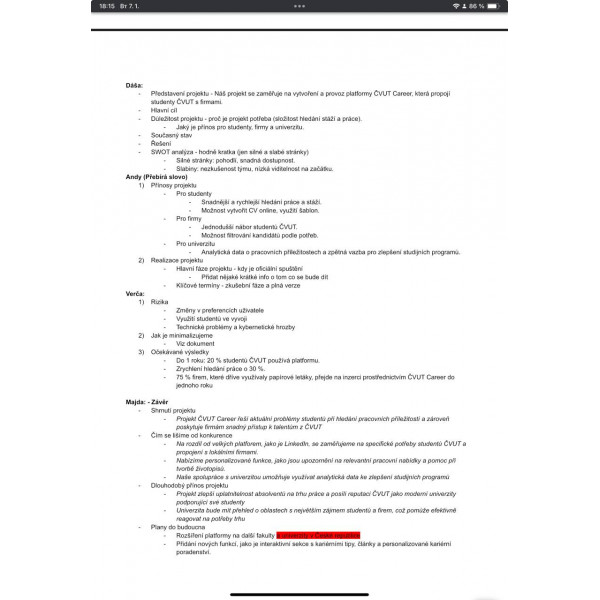 18:15 Út 7. 1.
86 %
Dáša:
- Představení projektu - Náš projekt se zaměřuje na vytvoření a provoz platformy ČVUT Career, která propojí
studenty ČVUT s firmami.
- Hlavní cíl
- Důležitost projektu - proč je projekt potřeba (složitost hledání stáží a práce).
- Jaký je přínos pro studenty, firmy a univerzitu.
- Současný stav
- Řešení
- SWOT analýza - hodně kratka (jen silné a slabé stránky)
- Silné stránky: pohodlí, snadná dostupnost.
- Slabiny: nezkušenost týmu, nízká viditelnost na začátku.
Andy (Přebírá slovo)
1) Přínosy projektu
- Pro studenty
- Snadnější a rychlejší hledání práce a stáží.
- Možnost vytvořit CV online, využití šablon.
- Pro firmy
- Jednodušší nábor studentů ČVUT.
- Možnost filtrování kandidátů podle potřeb.
- Pro univerzitu
- Analytická data o pracovních příležitostech a zpětná vazba pro zlepšení studijních programů.
2) Realizace projektu
- Hlavní fáze projektu - kdy je oficiální spuštění
- Přidat nějaké krátké info o tom co se bude dít
- Klíčové termíny - zkušební fáze a plná verze
Verča:
1) Rizika
- Změny v preferencích uživatele
- Využití studentů ve vyvoji
- Technické problémy a kybernetické hrozby
2) Jak je minimalizujeme
- Viz dokument
3) Očekávané výsledky
- Do 1 roku: 20 % studentů ČVUT používá platformu.
- Zrychlení hledání práce o 30 %.
- 75 % firem, které dříve využívaly papírové letáky, přejde na inzerci prostřednictvím ČVUT Career do
jednoho roku
Majda: - Závěr
- Shrnutí projektu
- Projekt ČVUT Career řeší aktuální problémy studentů při hledání pracovních příležitostí a zároveň
poskytuje firmám snadný přístup k talentům z ČVUT
- Čím se lišíme od konkurence
- Na rozdíl od velkých platforem, jako je LinkedIn, se zaměřujeme na specifické potřeby studentů ČVUT a
propojení s lokálními firmami.
- Nabízíme personalizované funkce, jako jsou upozornění na relevantní pracovní nabídky a pomoc při
tvorbě životopisů.
- Naše spolupráce s univerzitou umožňuje využívat analytická data ke zlepšení studijních programů
- Dlouhodobý přínos projektu
- Projekt zlepší uplatnitelnost absolventů na trhu práce a posílí reputaci ČVUT jako moderní univerzity
podporující své studenty
- Univerzita bude mít přehled o oblastech s největším zájmem studentů a firem, což pomůže efektivně
reagovat na potřeby trhu
- Plany do budoucna
- Rozšíření platformy na další fakulty a univerzity v České republice
- Přidání nových funkcí, jako je interaktivní sekce s kariérními tipy, články a personalizované kariérní
poradenství.